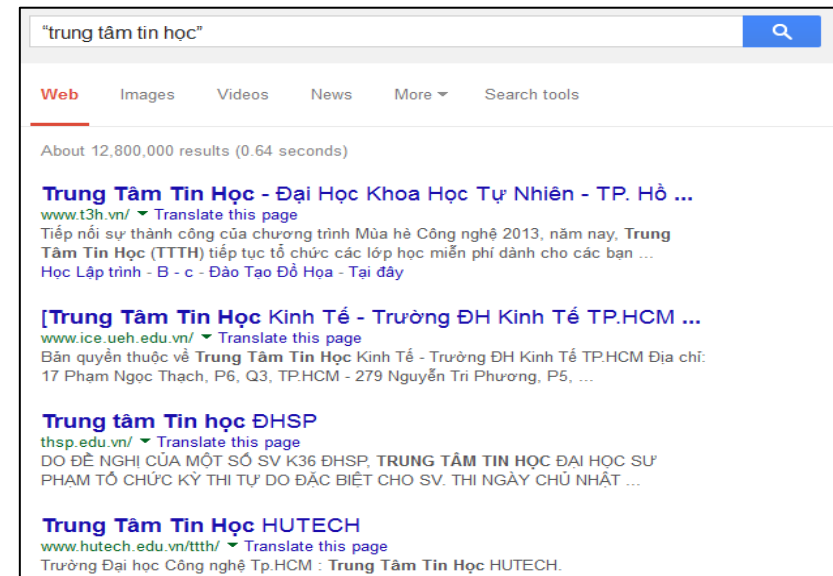 “trung tâm tin học”
Web Images Videos News More Search tools
About 12,800,000 results (0.64 seconds)
Trung Tâm Tin Học - Đại Học Khoa Học Tự Nhiên - TP. Hồ ...
www.t3h.vn/ Translate this page
Tiếp nối sự thành công của chương trình Mùa hè Công nghệ 2013, năm nay, Trung
Tâm Tin Học (TTTH) tiếp tục tổ chức các lớp học miễn phí dành cho các bạn ...
Học Lập trình - B - c - Đào Tạo Đồ Họa - Tại đây
[Trung Tâm Tin Học Kinh Tế - Trường ĐH Kinh Tế TP.HCM ...
www.ice.ueh.edu.vn/ Translate this page
Bản quyền thuộc về Trung Tâm Tin Học Kinh Tế - Trường ĐH Kinh Tế TP.HCM Địa chỉ:
17 Phạm Ngọc Thạch, P6, Q3, TP.HCM - 279 Nguyễn Tri Phương, P5, ...
Trung tâm Tin học ĐHSP
thsp.edu.vn/ Translate this page
DO ĐỀ NGHỊ CỦA MỘT SỐ SV K36 ĐHSP, TRUNG TÂM TIN HỌC ĐẠI HỌC SƯ
PHẠM TỔ CHỨC KỲ THI TỰ DO ĐẶC BIỆT CHO SV. THI NGÀY CHỦ NHẬT ...
Trung Tâm Tin Học HUTECH
www.hutech.edu.vn/ttth/ Translate this page
Trường Đại học Công nghệ Tp.HCM : Trung Tâm Tin Học HUTECH.